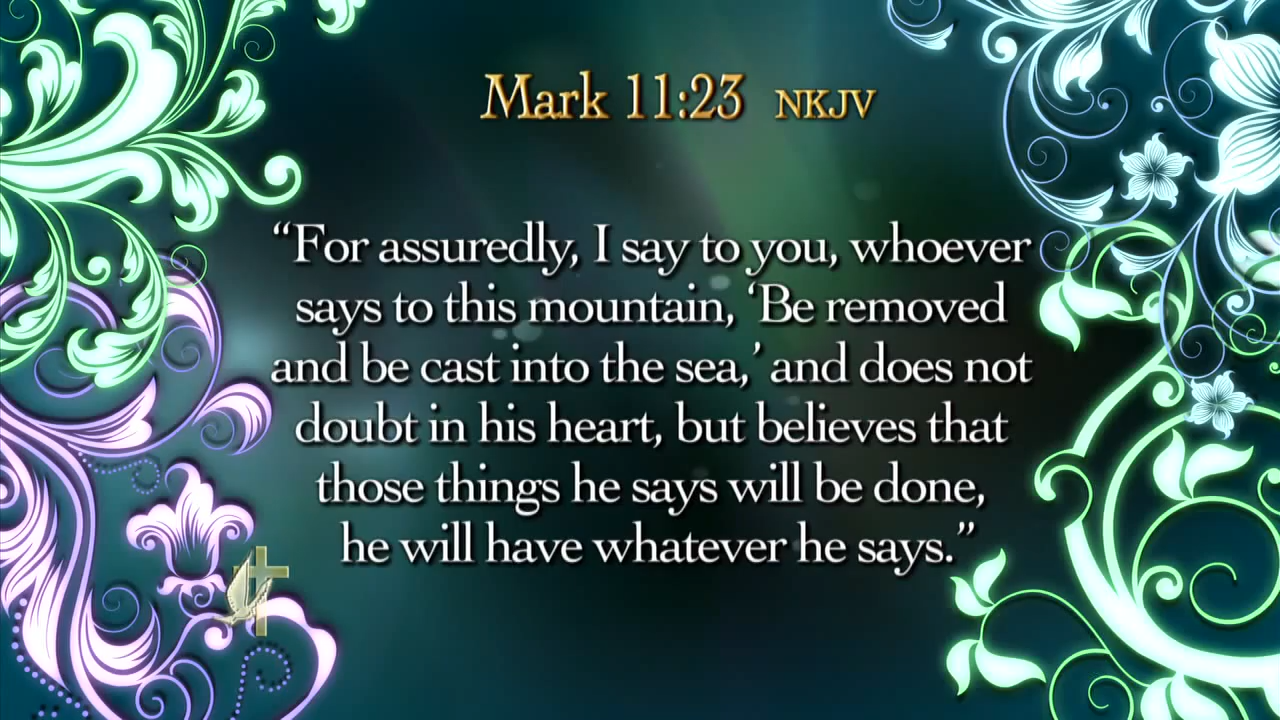 Mark 11:23 NKJV
“For assuredly, I say to you, whoever
says to this mountain, ‘Be removed
and be cast into the sea,’ and does not
doubt in his heart, but believes that
those things he says will be done,
he will have whatever he says.”